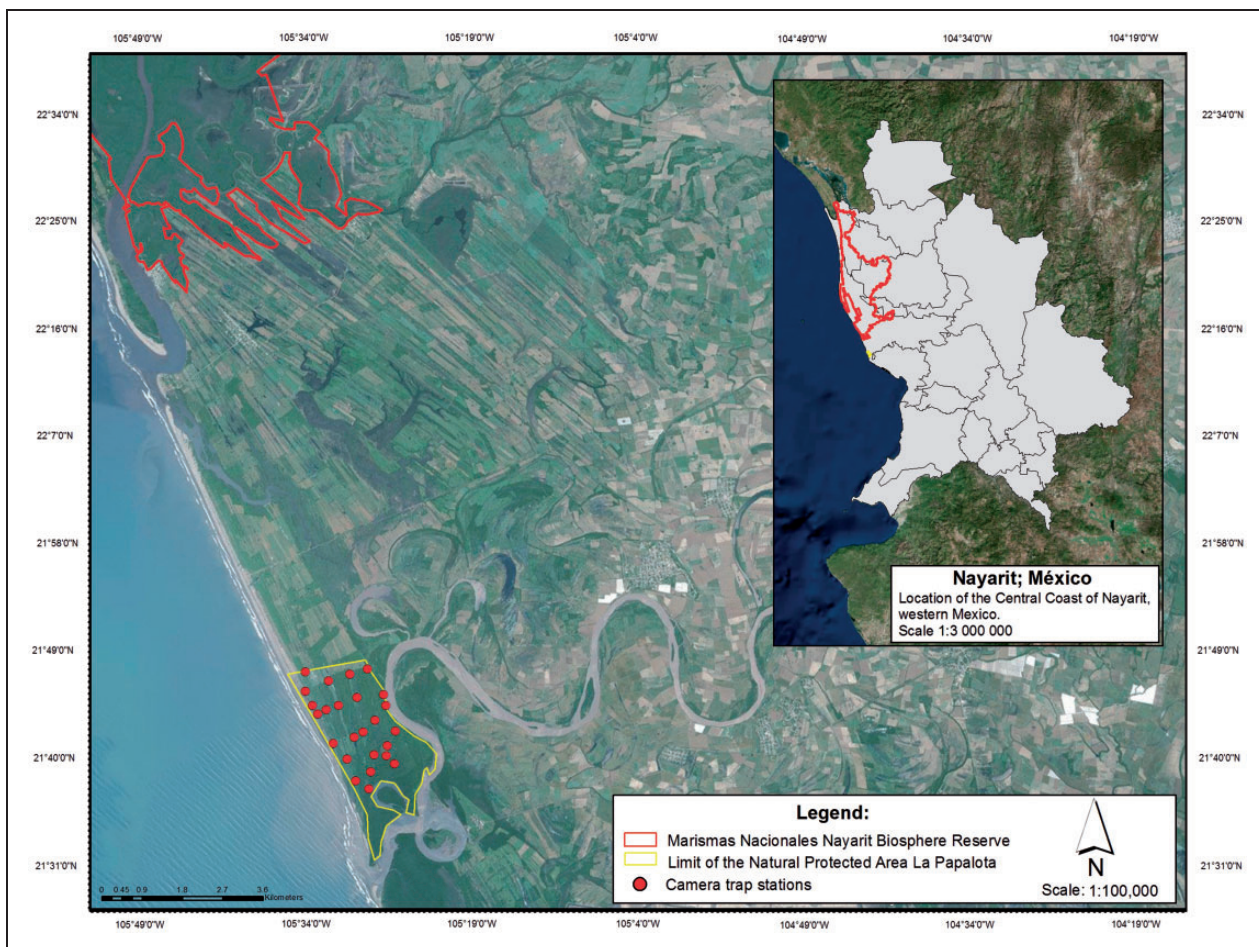 105°49'0"W 105°34'0"W 105°19'0"W 105°4'0"W 104°49'0"W 104°34'0"W 104°19'0"W
22°34'0"N 22°34'0"N
22°25'0"N 22°25'0"N
22°16'0"N 22°16'0"N
22°7'0"N 22°7'0"N
21°58'0"N 21°58'0"N
Nayarit; México
Location of the Central Coast of Nayarit,
western Mexico.
Scale 1:3 000 000
21°49'0"N 21°49'0"N
21°40'0"N 21°40'0"N
Legend:
Marismas Nacionales Nayarit Biosphere Reserve
Limit of the Natural Protected Area La Papalota
Camera trap stations
N
Scale: 1:100,000
21°31'0"N 21°31'0"N
0 0.45 0.9 1.8 2.7 3.6
Kilometers
105°49'0"W 105°34'0"W 105°19'0"W 105°4'0"W 104°49'0"W 104°34'0"W 104°19'0"W